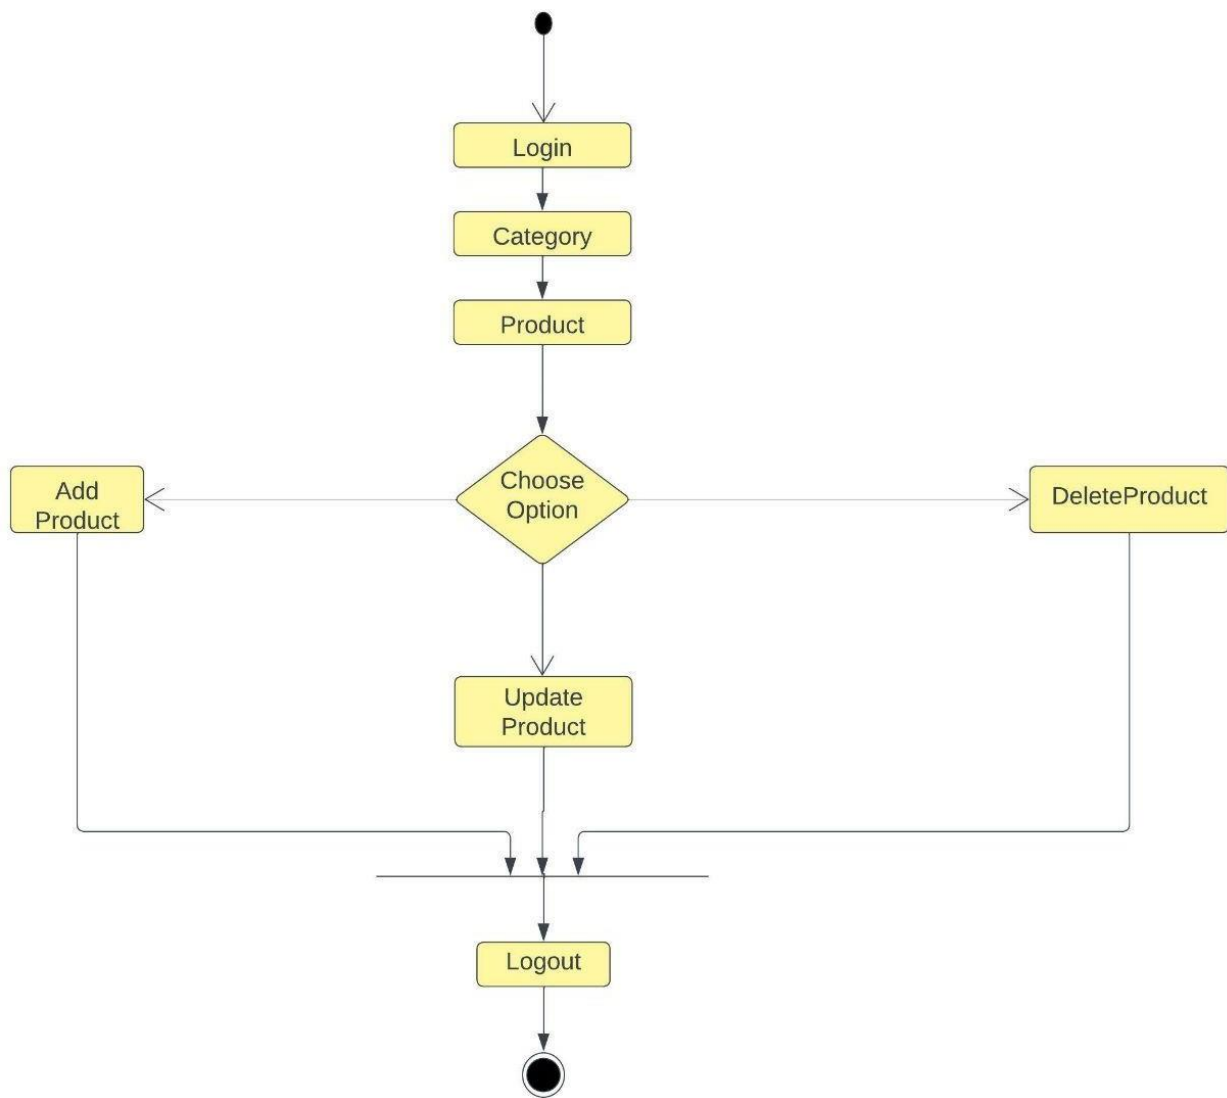 Login
Category
Product
Choose
Option
Add
Product
DeleteProduct
Update
Product
Logout